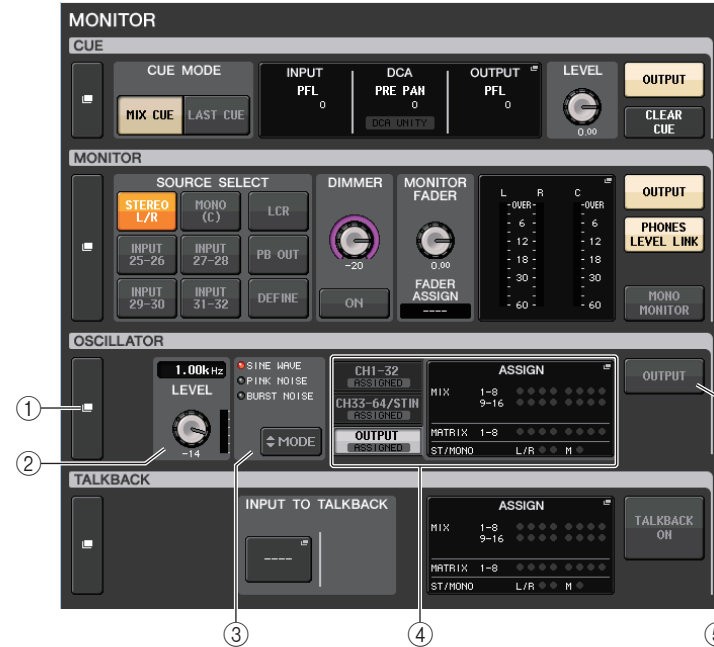 MONITOR
CUE
CUE MODE
MIX CUE
LAST CUE
INPUT
PFL
0
DCA
PRE PAN
0
DCA UNITY
OUTPUT
PFL
0
LEVEL
0.00
OUTPUT
CLEAR
CUE
MONITOR
SOURCE SELECT
STEREO
L/R
MONO
(C)
LCR
INPUT
25-26
INPUT
27-28
PB OUT
INPUT
29-30
INPUT
31-32
DEFINE
DIMMER
-20
ON
MONITOR
FADER
0.00
FADER
ASSIGN
----
L R C
-OVER- -OVER
- 6 - - 6
- 12 - - 12
- 18 - - 18
- 30 - - 30
- 60 - - 60
OUTPUT
PHONES
LEVEL LINK
MONO
MONITOR
OSCILLATOR
1.00kHz
LEVEL
-14
SINE WAVE
PINK NOISE
BURST NOISE
MODE
CH1-32
ASSIGNED
CH33-64/STIN
ASSIGNED
OUTPUT
ASSIGNED
ASSIGN
MIX 1-8
9-16
MATRIX 1-8
ST/MONO L/R M
OUTPUT
①
②
TALKBACK
INPUT TO TALKBACK
----
ASSIGN
MIX 1-8
9-16
MATRIX 1-8
ST/MONO L/R M
TALKBACK
ON
③ ④